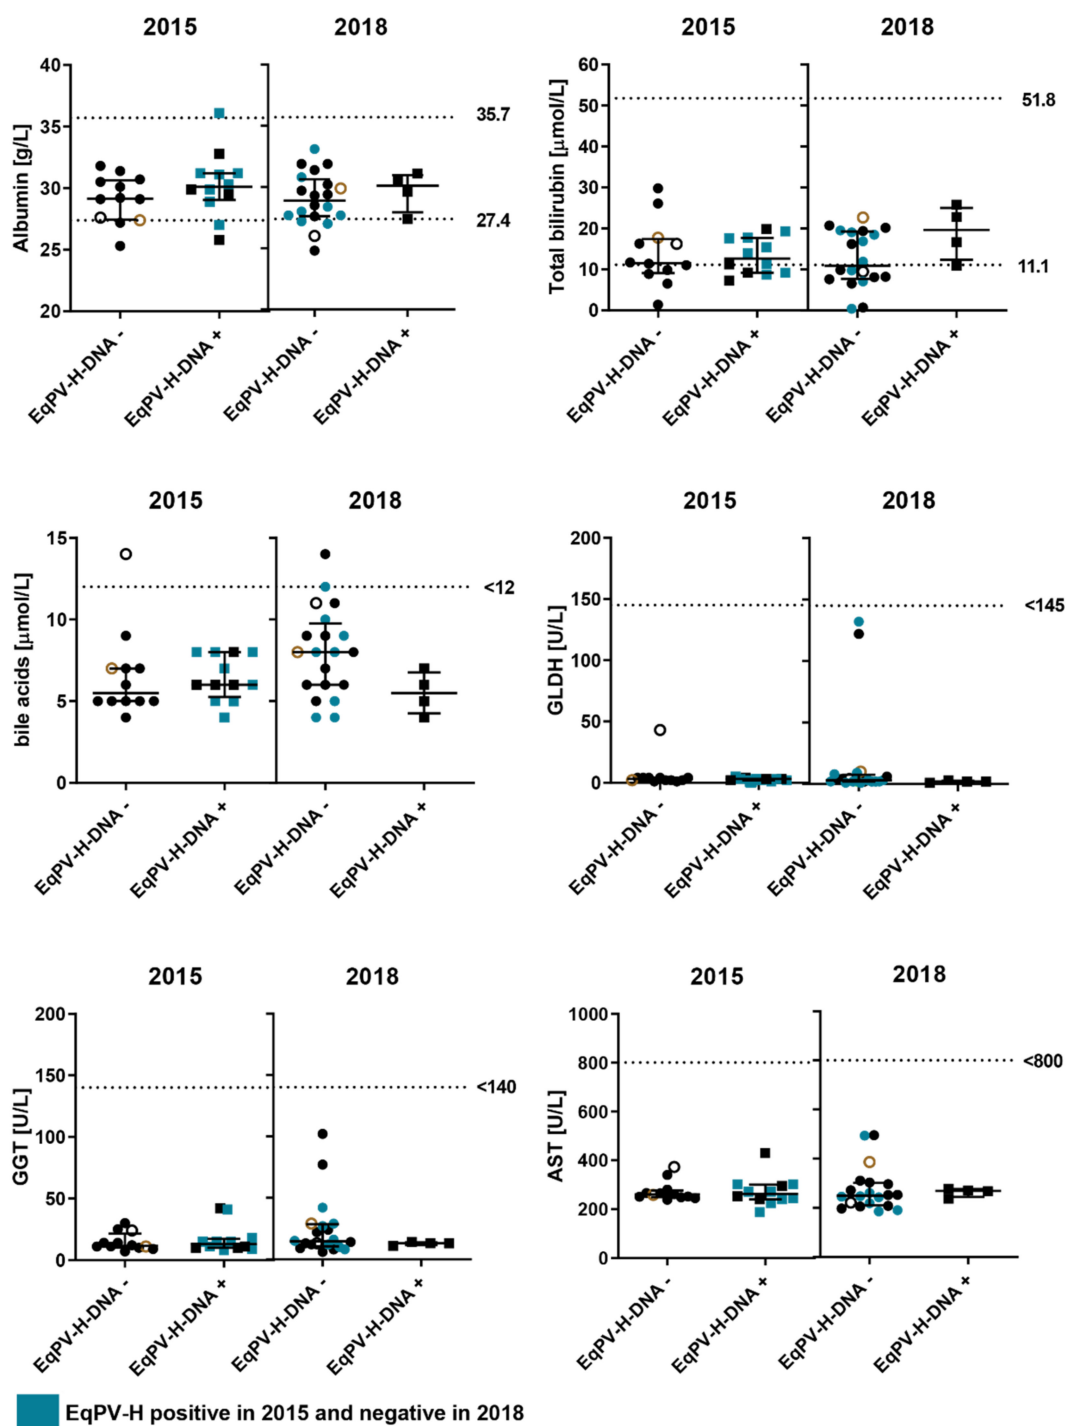 2015 2018
2015 2018
Albumin [g/L]
40
35
30
25
20
35.7
27.4
EqPV-H-DNA -
EqPV-H-DNA +
EqPV-H-DNA -
EqPV-H-DNA +
Total bilirubin [µmol/L]
60
50
40
30
20
10
0
51.8
11.1
EqPV-H-DNA -
EqPV-H-DNA +
EqPV-H-DNA -
EqPV-H-DNA +
2015 2018
2015 2018
bile acids [µmol/L]
15
10
5
0
<12
EqPV-H-DNA -
EqPV-H-DNA +
EqPV-H-DNA -
EqPV-H-DNA +
GLDH [U/L]
200
150
100
50
0
<145
EqPV-H-DNA -
EqPV-H-DNA +
EqPV-H-DNA -
EqPV-H-DNA +
2015 2018
2015 2018
GGT [U/L]
200
150
100
50
0
<140
EqPV-H-DNA -
EqPV-H-DNA +
EqPV-H-DNA -
EqPV-H-DNA +
AST [U/L]
1000
800
600
400
200
0
<800
EqPV-H-DNA -
EqPV-H-DNA +
EqPV-H-DNA -
EqPV-H-DNA +
EqPV-H positive in 2015 and negative in 2018